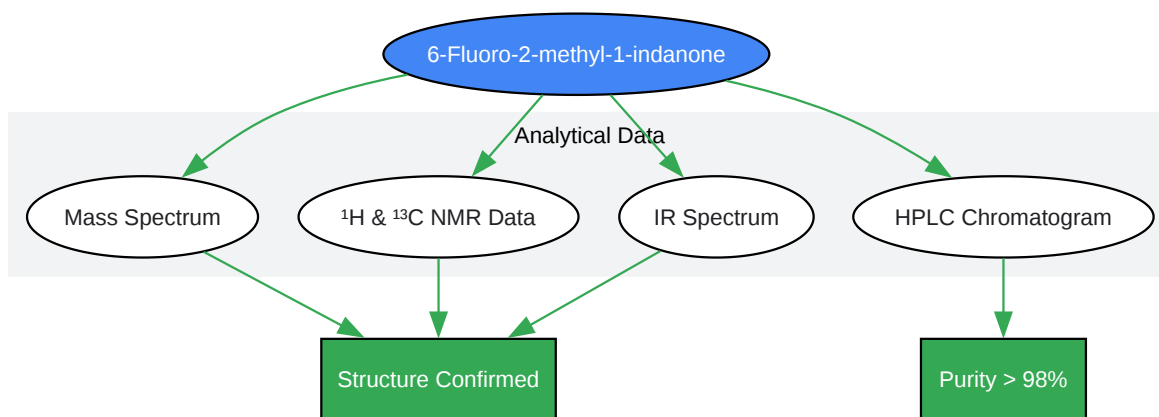 6-Fluoro-2-methyl-1-indanone
Analytical Data
Mass Spectrum
¹H & ¹³C NMR Data
IR Spectrum
HPLC Chromatogram
Structure Confirmed
Purity > 98%